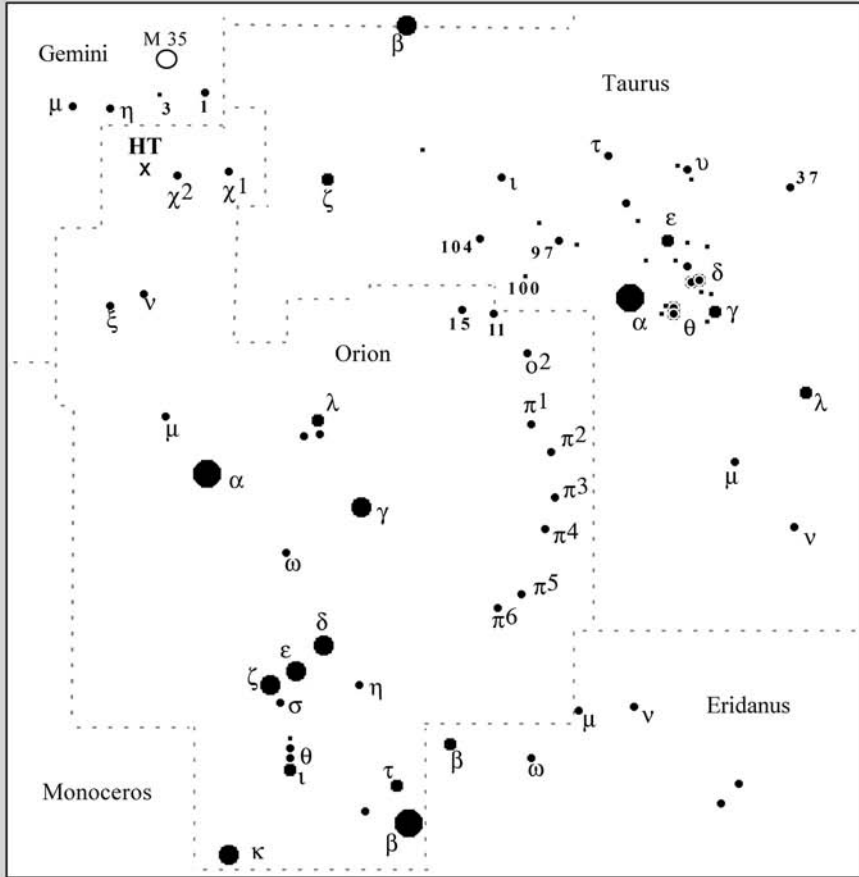 M 35
β
Gemini
Taurus
μ
η
3
1
HT
x
χ2
χ1
ζ
ι
τ
υ
37
ε
104
97
δ
100
α
θ
γ
ξ
ν
15
11
Orion
ο2
λ
λ
μ
π1
π2
μ
α
π3
γ
π4
ν
ω
π5
π6
δ
ε
ζ
η
σ
μ
ν
Eridanus
θ
β
ω
ι
τ
Monoceros
β
κ